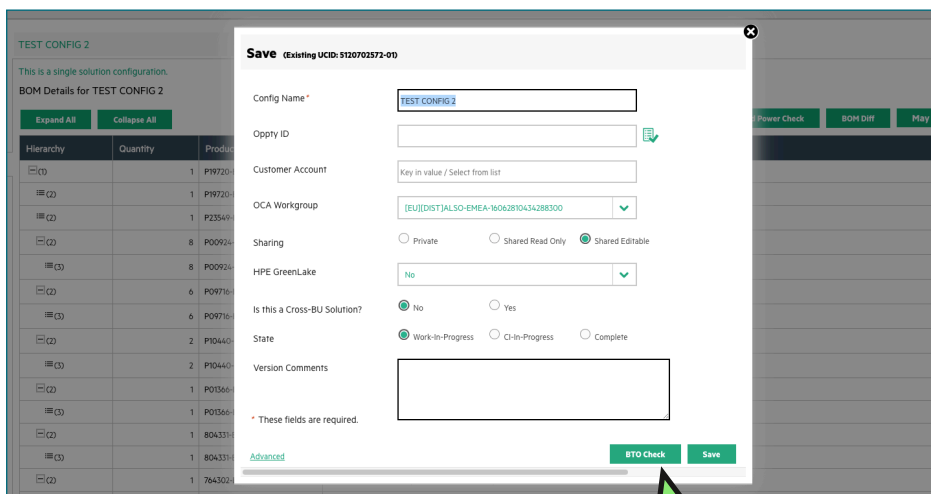 TEST CONFIG 2
This is a single solution configuration.
BOM Details for TEST CONFIG 2
Expand All Collapse All Power Check BOM Diff May
Hierarchy Quantity
(1) 1 P19720-
(2) 1 P19720-
(2) 1 P23549-
(2) 8 P00924-
(3) 8 P00924-
(2) 6 P09716-
(3) 6 P09716-
(2) 2 P10440-
(3) 2 P10440-
(2) 1 P01366-
(3) 1 P01366-
(2) 1 804331-
(3) 1 804331-
(2) 1 764302-
Save (Existing UCID: 5120702572-01)
Config Name* TEST CONFIG 2
Oppty ID
Customer Account Key in value / Select from list
OCA Workgroup [EU][DIST]ALSO-EMEA-16062810434288300
Sharing Private Shared Read Only Shared Editable
HPE GreenLake No
Is this a Cross-BU Solution? No Yes
State Work-In-Progress CI-In-Progress Complete
Version Comments
* These fields are required.
Advanced BTO Check Save